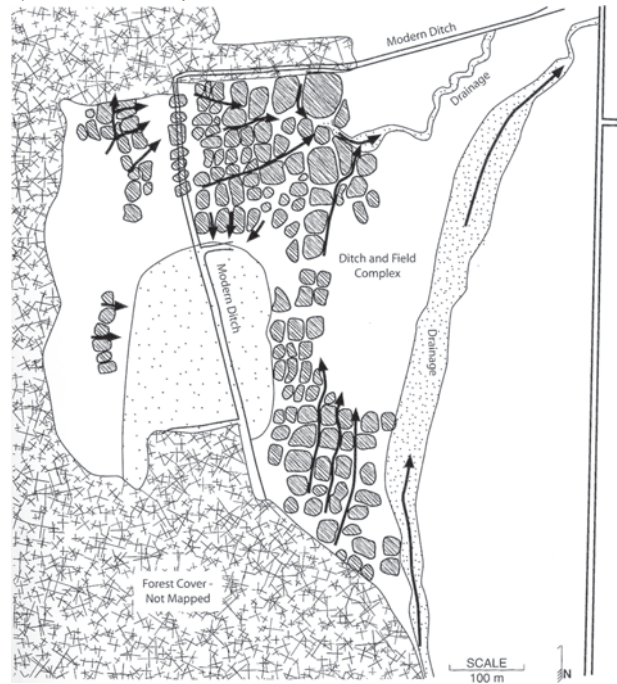 Modern Ditch
Drainage
Ditch and Field
Complex
Modern Ditch
Drainage
Forest Cover -
Not Mapped
SCALE
100 m
N